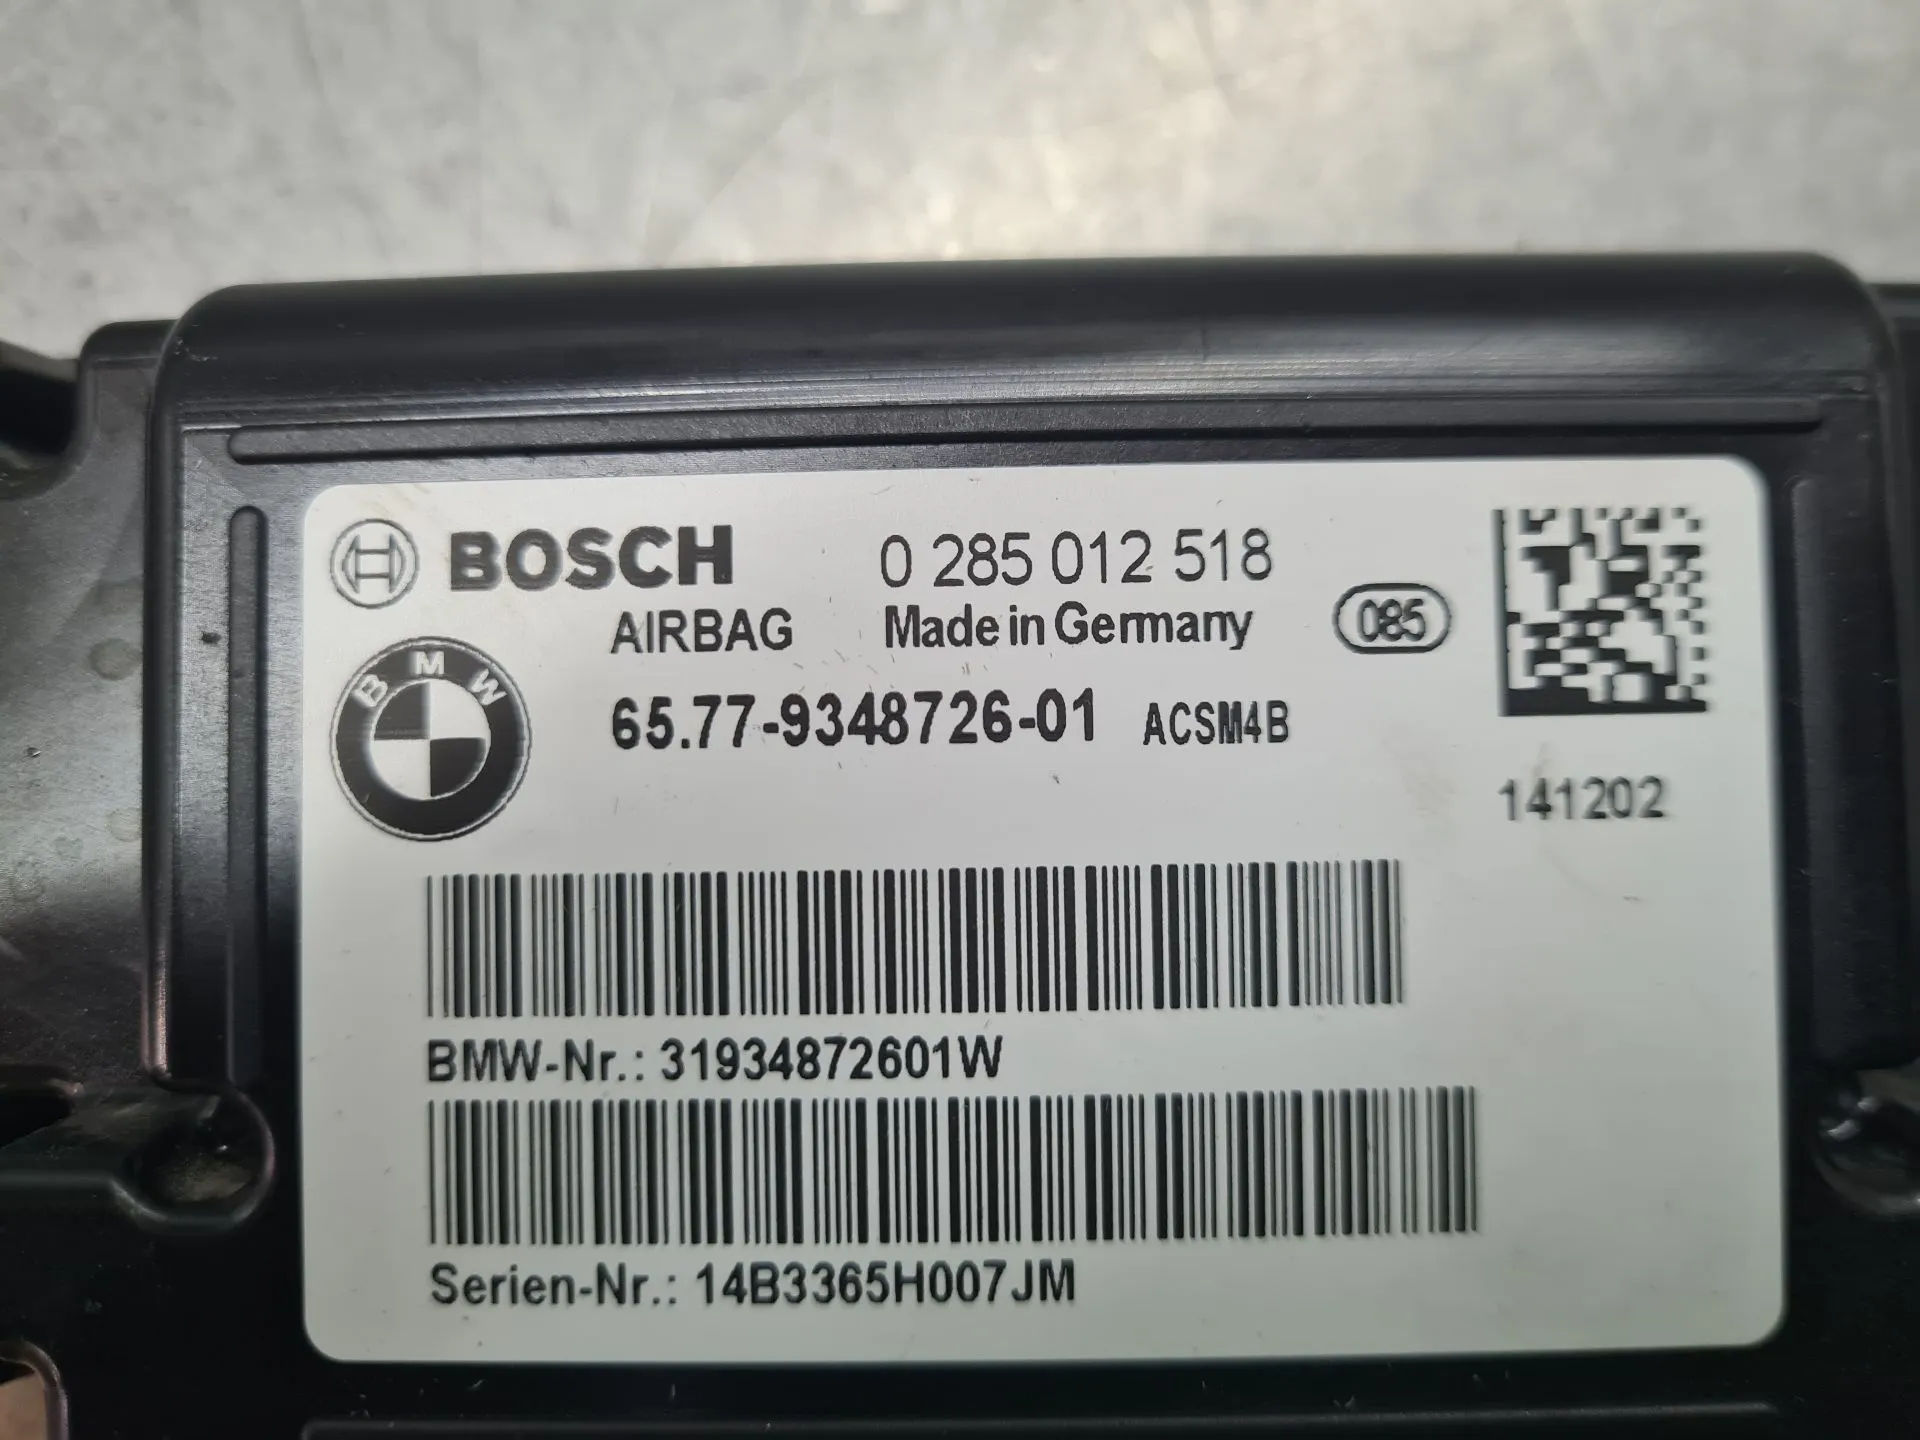 BOSCH 0 285 012 518
AIRBAG Made in Germany 085
BMW
65.77-9348726-01 ACSM4B
141202
BMW-Nr.: 31934872601W
Serien-Nr.: 14B3365H007JM